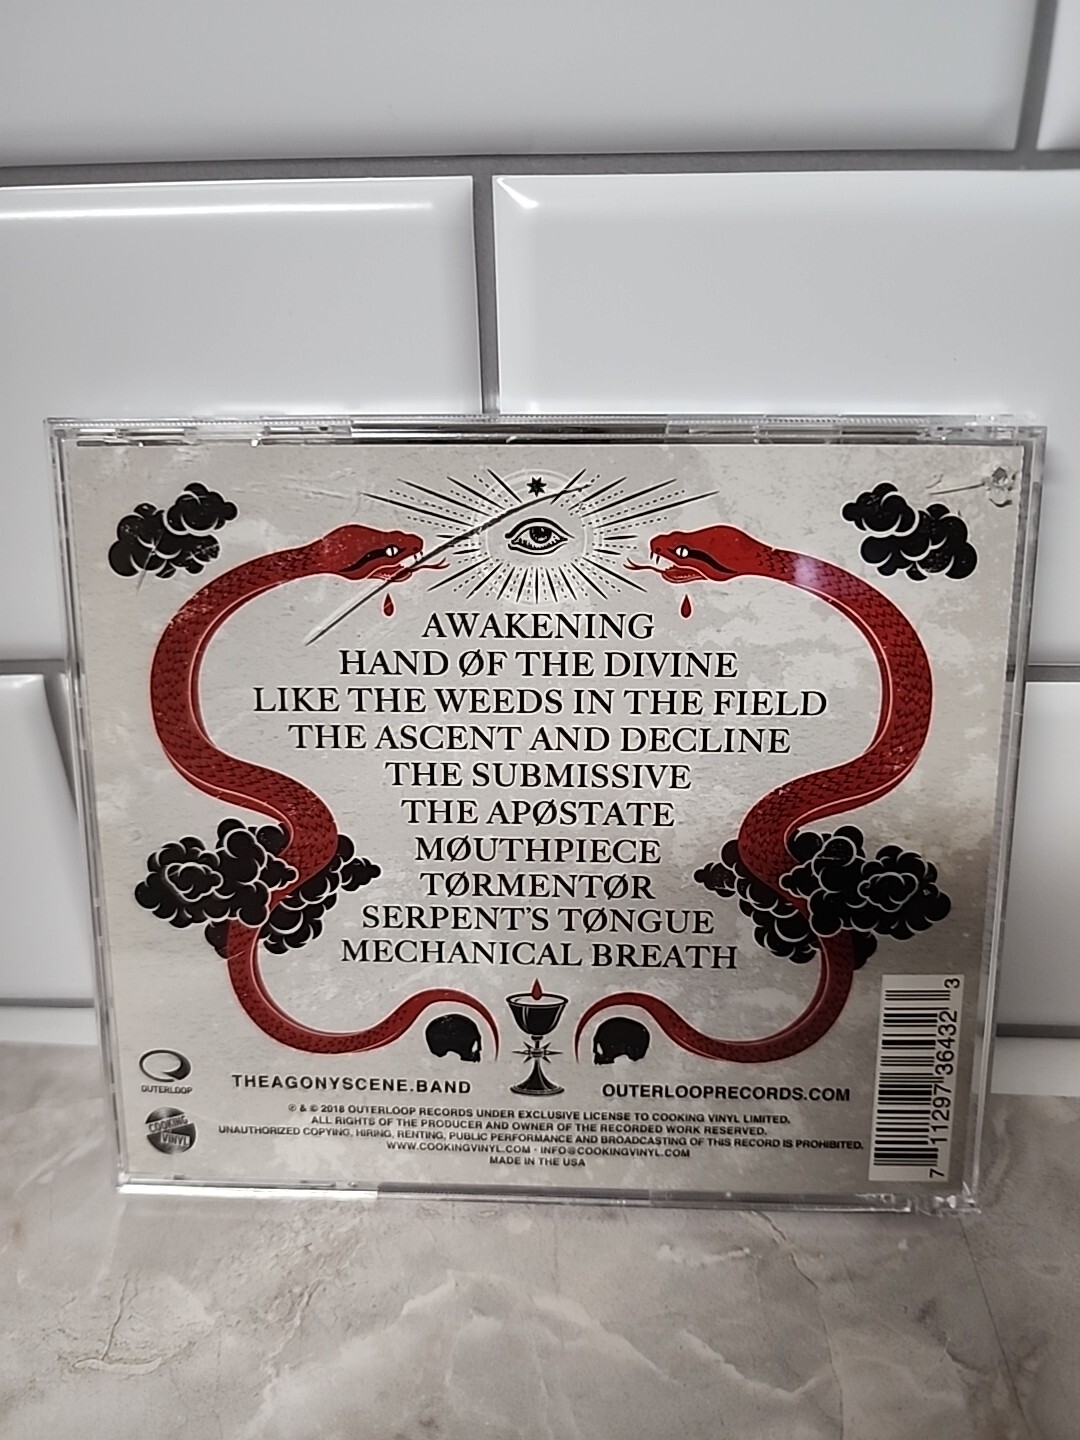 AWAKENING
HAND ØF THE DIVINE
LIKE THE WEEDS IN THE FIELD
THE ASCENT AND DECLINE
THE SUBMISSIVE
THE APØSTATE
MØUTHPIECE
TØRMENTØR
SERPENT'S TØNGUE
MECHANICAL BREATH
OUTERLOOP
THEAGONYSCENE.BAND
OUTERLOOPRECORDS.COM
COOKING VINYL
℗ & © 2018 OUTERLOOP RECORDS UNDER EXCLUSIVE LICENSE TO COOKING VINYL LIMITED.
ALL RIGHTS OF THE PRODUCER AND OWNER OF THE RECORDED WORK RESERVED.
UNAUTHORIZED COPYING, HIRING, RENTING, PUBLIC PERFORMANCE AND BROADCASTING OF THIS RECORD IS PROHIBITED.
WWW.COOKINGVINYL.COM · INFO@COOKINGVINYL.COM
MADE IN THE USA
7 11297 36432 3